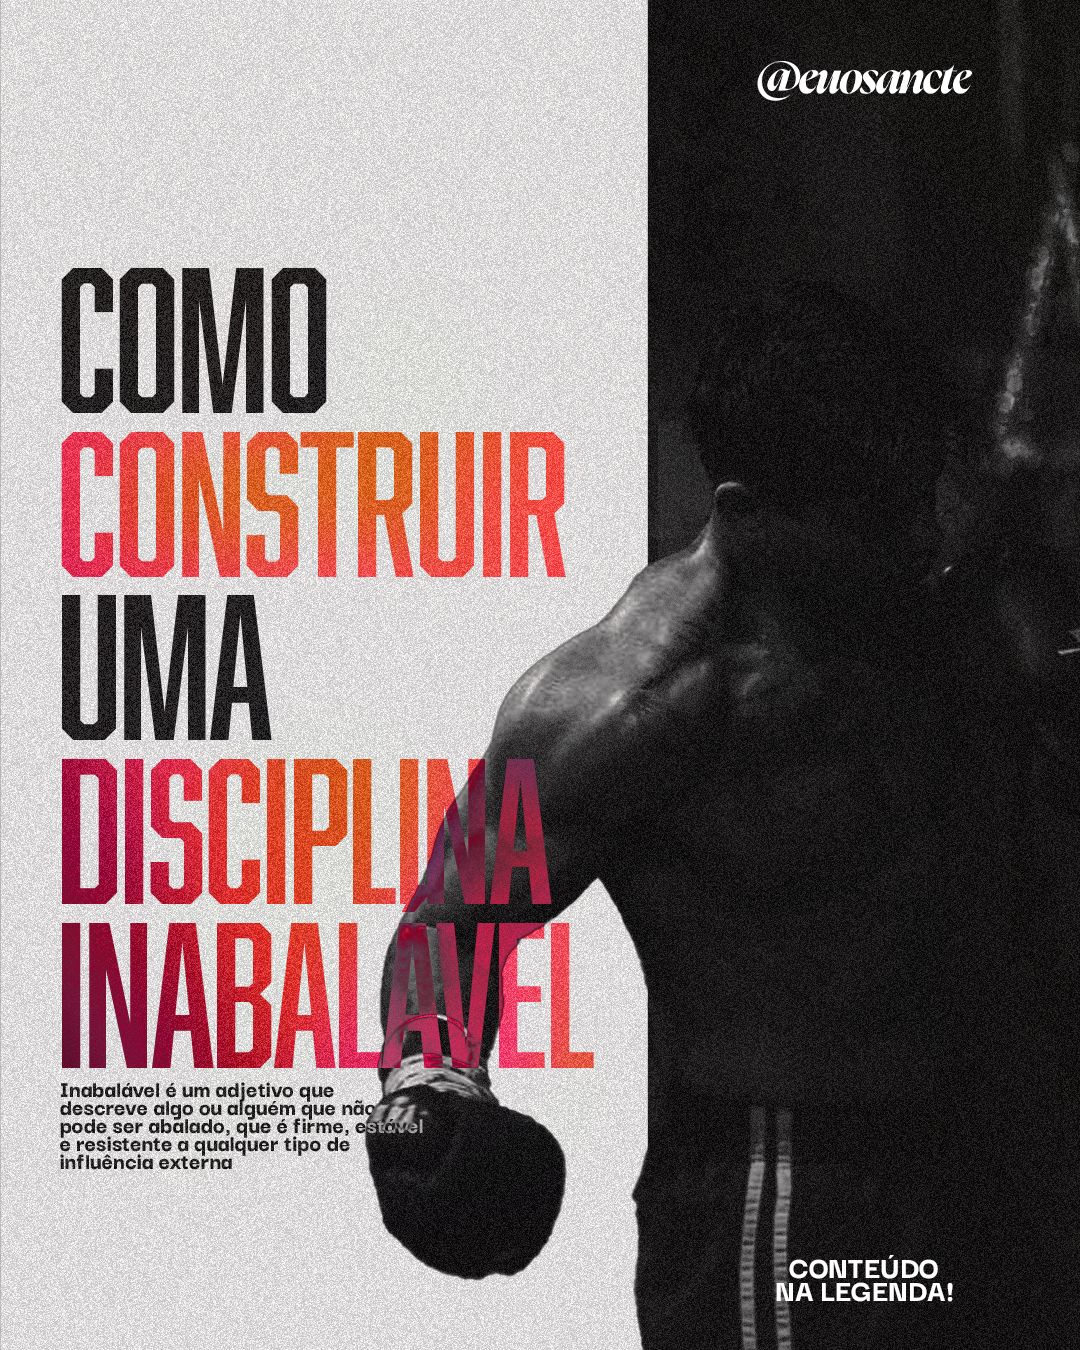 @euosancte
COMO
CONSTRUIR
UMA
DISCIPLINA
INABALÁVEL
Inabalável é um adjetivo que
descreve algo ou alguém que não
pode ser abalado, que é firme, estável
e resistente a qualquer tipo de
influência externa
CONTEÚDO
NA LEGENDA!